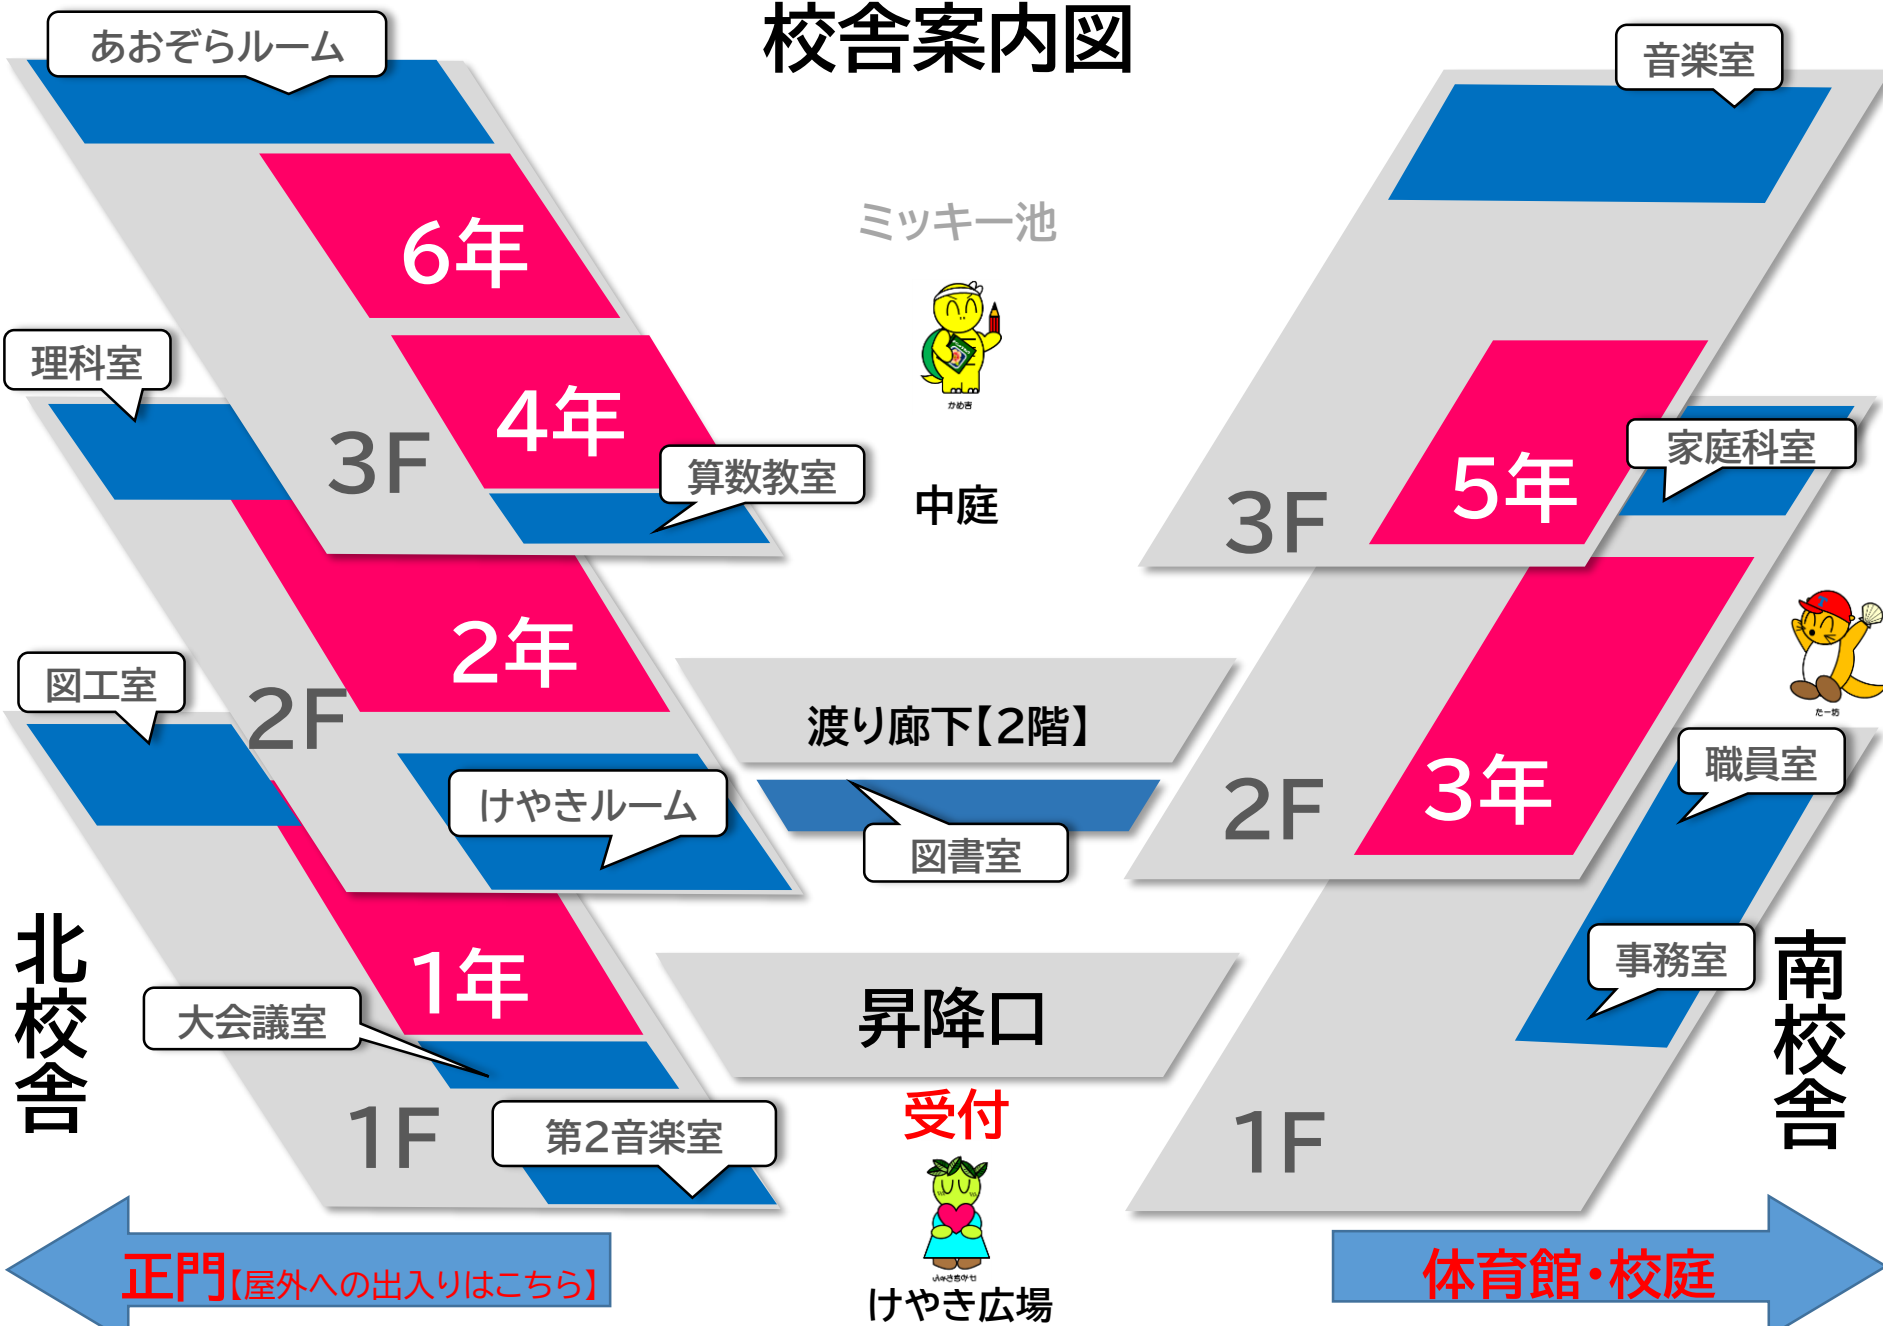 校舎案内図
あおぞらルーム
音楽室
6年
ミッキー池
かめ吉
理科室
4年
3F
算数教室
中庭
家庭科室
5年
3F
2年
図工室
2F
渡り廊下【2階】
たー坊
職員室
けやきルーム
図書室
2F
3年
北校舎
1年
大会議室
昇降口
事務室
南校舎
1F
第2音楽室
受付
1F
正門【屋外への出入りはこちら】
けやき広場
体育館・校庭